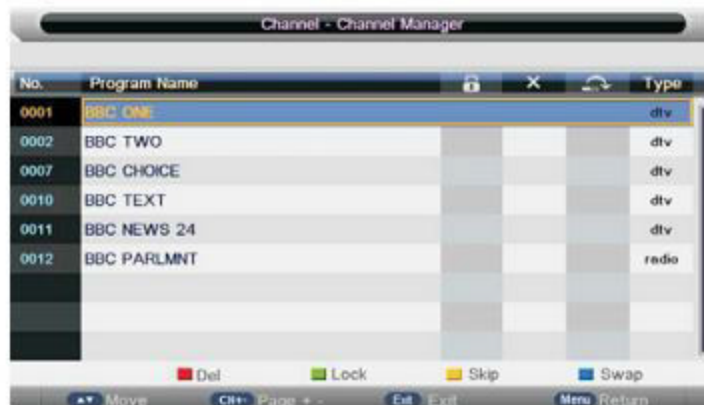 Channel - Channel Manager
No. Program Name Type
0001 BBC ONE dtv
0002 BBC TWO dtv
0007 BBC CHOICE dtv
0010 BBC TEXT dtv
0011 BBC NEWS 24 dtv
0012 BBC PARLMNT radio
Del Lock Skip Swap
Move CH+- Page + - Exit Exit Menu Return